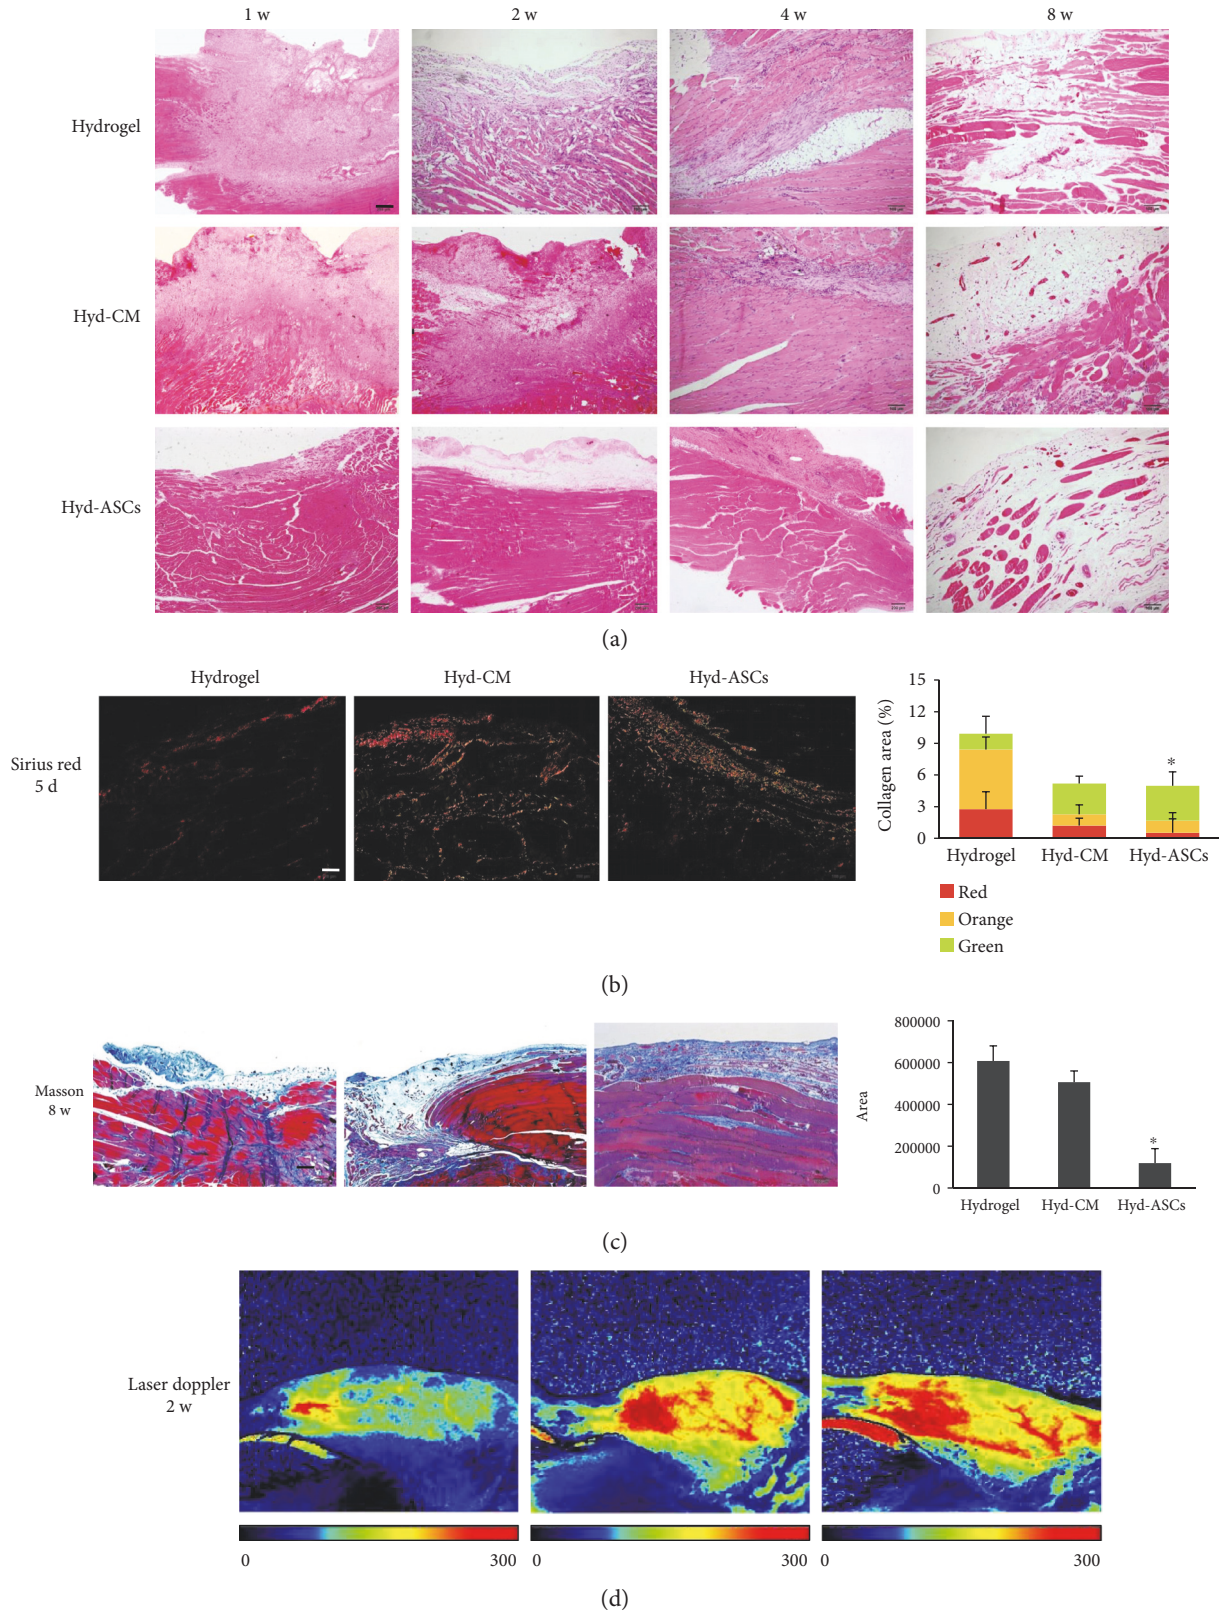 1 w 2 w 4 w 8 w
Hydrogel
Hyd-CM
Hyd-ASCs
(a)
Hydrogel Hyd-CM Hyd-ASCs
Sirius red
5 d
Collagen area (%)
15
12
9
6
3
0
*
Hydrogel Hyd-CM Hyd-ASCs
Red
Orange
Green
(b)
Masson
8 w
Area
800000
600000
400000
200000
0
*
Hydrogel Hyd-CM Hyd-ASCs
(c)
Laser doppler
2 w
0 300 0 300 0 300
(d)